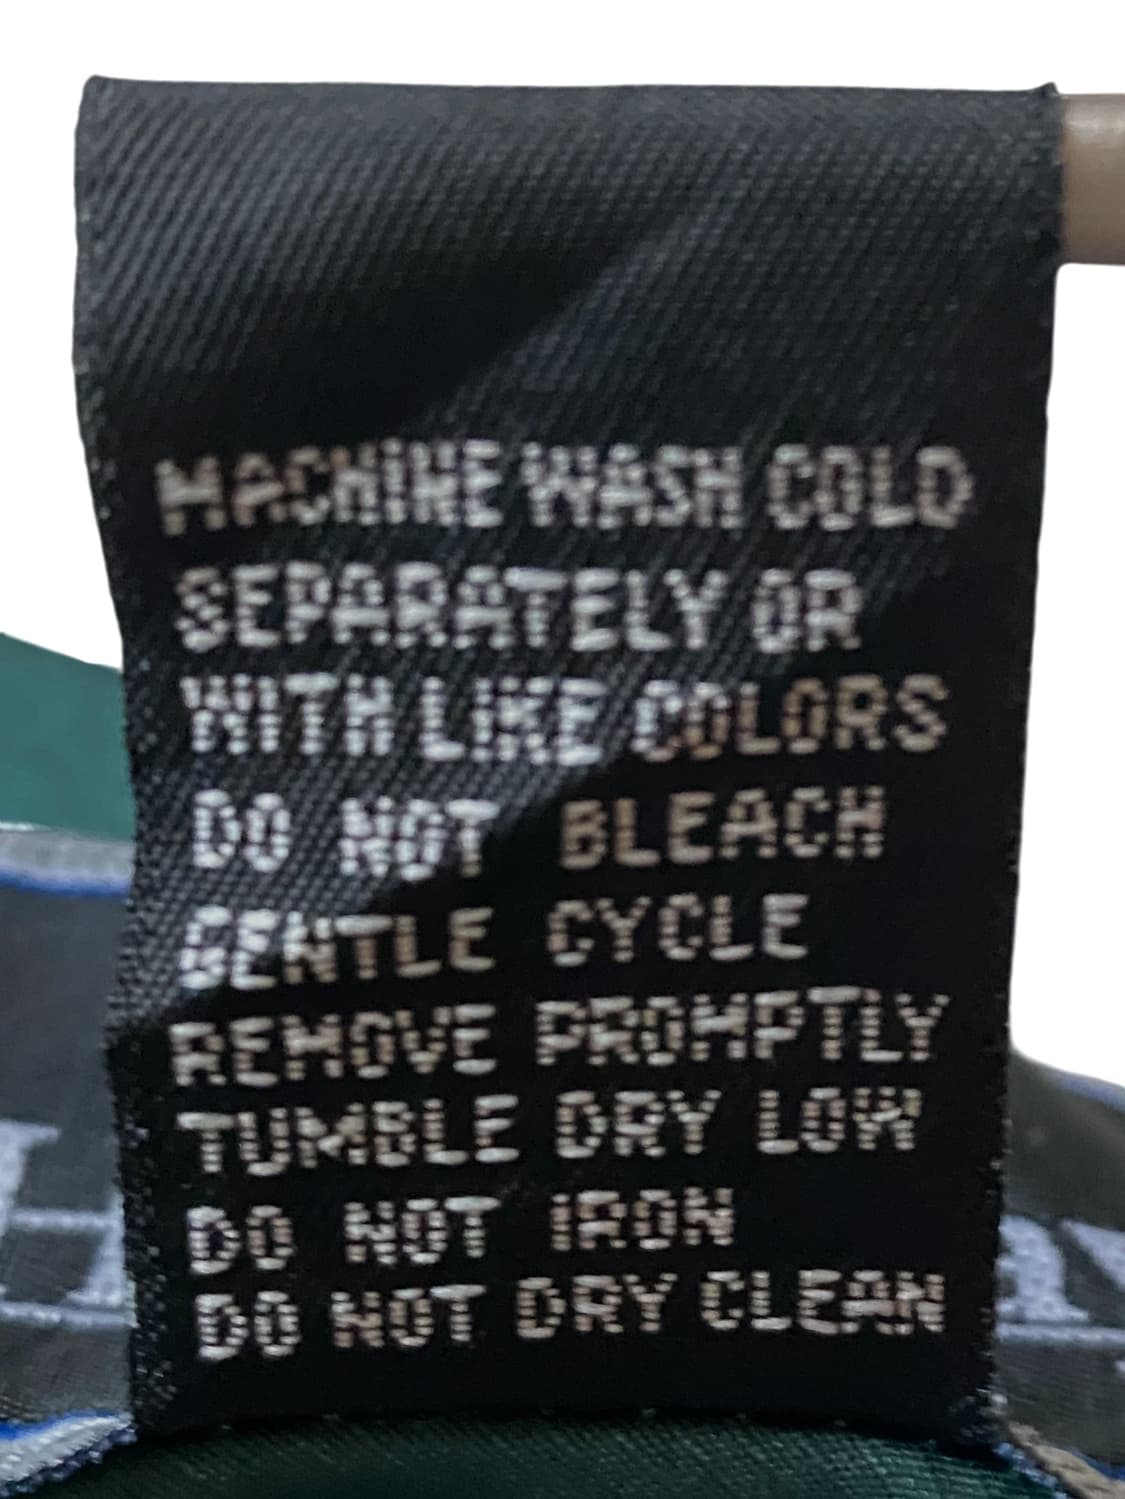 MACHINE WASH COLD
SEPARATELY OR
WITH LIKE COLORS
DO NOT BLEACH
GENTLE CYCLE
REMOVE PROMPTLY
TUMBLE DRY LOW
DO NOT IRON
DO NOT DRY CLEAN